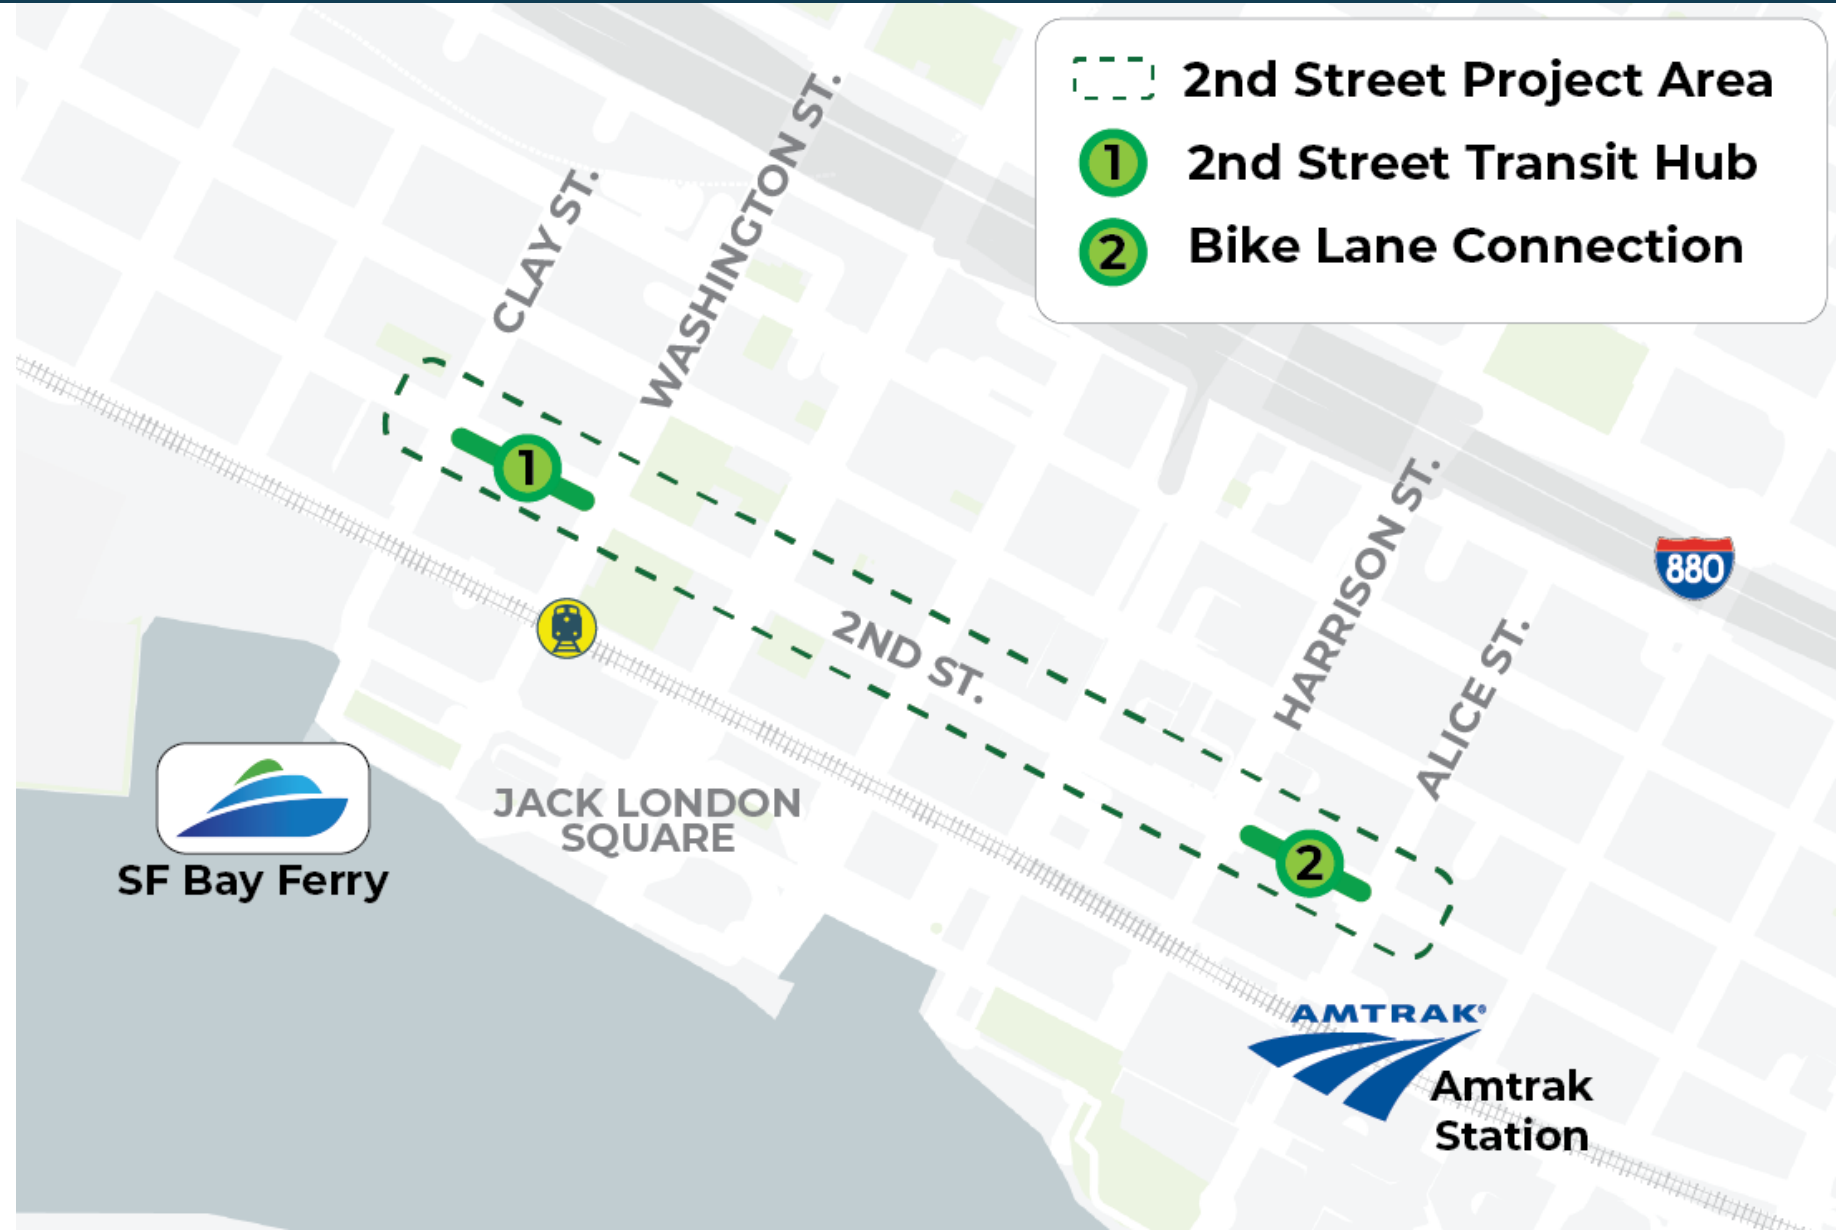 2nd Street Project Area
1 2nd Street Transit Hub
2 Bike Lane Connection
CLAY ST.
WASHINGTON ST.
1
2ND ST.
HARRISON ST.
ALICE ST.
880
2
JACK LONDON
SQUARE
SF Bay Ferry
AMTRAK®
Amtrak
Station